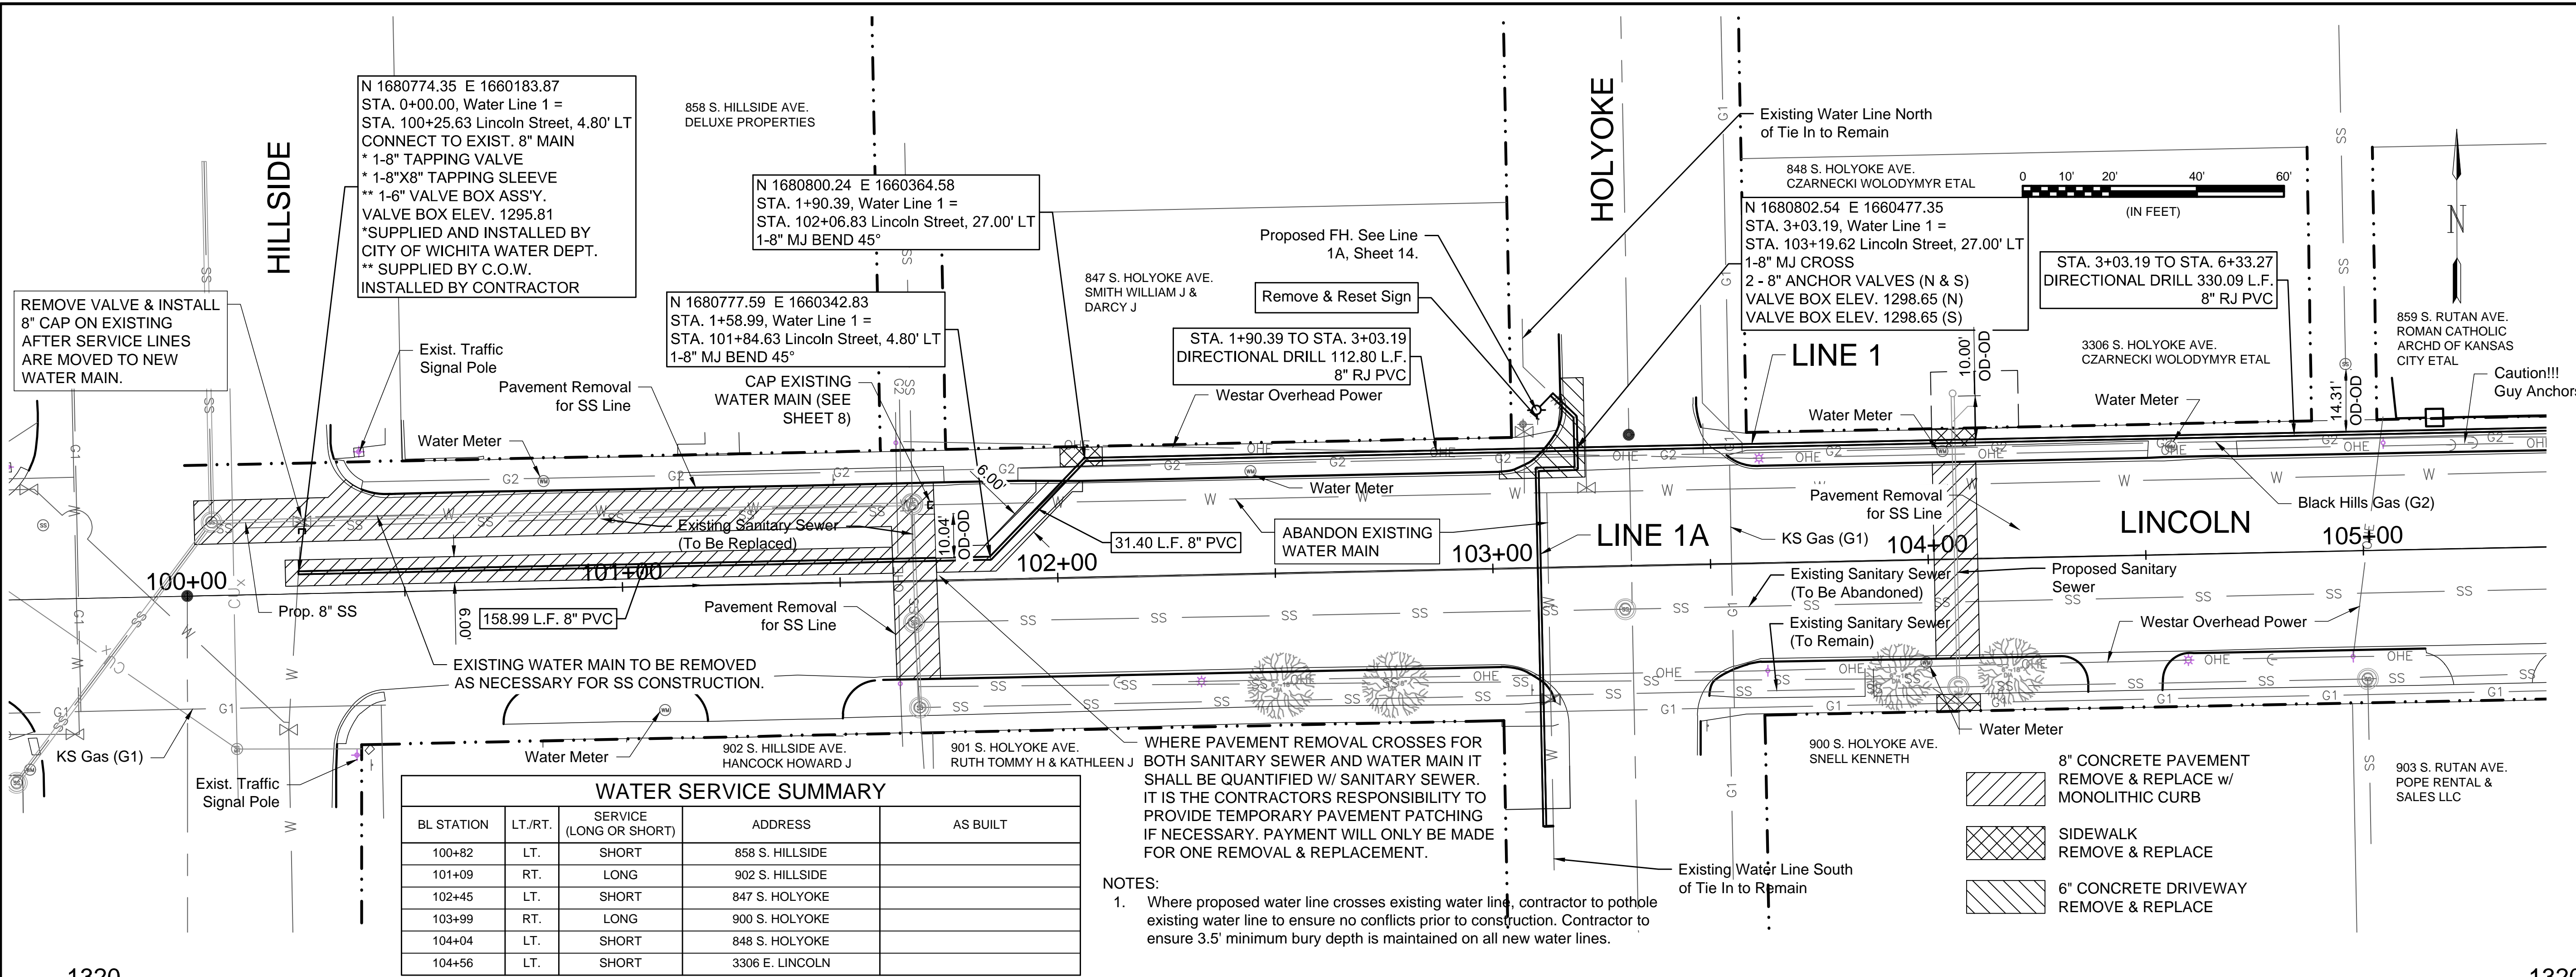 HILLSIDE
N 1680774.35 E 1660183.87
STA. 0+00.00, Water Line 1 =
STA. 100+25.63 Lincoln Street, 4.80' LT
CONNECT TO EXIST. 8" MAIN
* 1-8" TAPPING VALVE
* 1-8"X8" TAPPING SLEEVE
** 1-6" VALVE BOX ASS'Y.
VALVE BOX ELEV. 1295.81
*SUPPLIED AND INSTALLED BY
CITY OF WICHITA WATER DEPT.
** SUPPLIED BY C.O.W.
INSTALLED BY CONTRACTOR
858 S. HILLSIDE AVE.
DELUXE PROPERTIES
N 1680800.24 E 1660364.58
STA. 1+90.39, Water Line 1 =
STA. 102+06.83 Lincoln Street, 27.00' LT
1-8" MJ BEND 45°
N 1680777.59 E 1660342.83
STA. 1+58.99, Water Line 1 =
STA. 101+84.63 Lincoln Street, 4.80' LT
1-8" MJ BEND 45°
REMOVE VALVE & INSTALL
8" CAP ON EXISTING
AFTER SERVICE LINES
ARE MOVED TO NEW
WATER MAIN.
Exist. Traffic
Signal Pole
Pavement Removal
for SS Line
CAP EXISTING
WATER MAIN (SEE
SHEET 8)
Water Meter
847 S. HOLYOKE AVE.
SMITH WILLIAM J &
DARCY J
Proposed FH. See Line
1A, Sheet 14.
Remove & Reset Sign
STA. 1+90.39 TO STA. 3+03.19
DIRECTIONAL DRILL 112.80 L.F.
8" RJ PVC
Westar Overhead Power
HOLYOKE
Existing Water Line North
of Tie In to Remain
848 S. HOLYOKE AVE.
CZARNECKI WOLODYMYR ETAL
0 10' 20' 40' 60'
(IN FEET)
N
N 1680802.54 E 1660477.35
STA. 3+03.19, Water Line 1 =
STA. 103+19.62 Lincoln Street, 27.00' LT
1-8" MJ CROSS
2 - 8" ANCHOR VALVES (N & S)
VALVE BOX ELEV. 1298.65 (N)
VALVE BOX ELEV. 1298.65 (S)
STA. 3+03.19 TO STA. 6+33.27
DIRECTIONAL DRILL 330.09 L.F.
8" RJ PVC
LINE 1
10.00'
OD-OD
3306 S. HOLYOKE AVE.
CZARNECKI WOLODYMYR ETAL
859 S. RUTAN AVE.
ROMAN CATHOLIC
ARCHD OF KANSAS
CITY ETAL
14.31'
OD-OD
Caution!!!
Guy Anchors
Water Meter
Water Meter
Water Meter
6.00'
Existing Sanitary Sewer
(To Be Replaced)
10.04'
OD-OD
31.40 L.F. 8" PVC
ABANDON EXISTING
WATER MAIN
LINE 1A
KS Gas (G1)
Pavement Removal
for SS Line
Black Hills Gas (G2)
LINCOLN
100+00
101+00
102+00
103+00
104+00
105+00
Prop. 8" SS
6.00'
158.99 L.F. 8" PVC
Pavement Removal
for SS Line
Existing Sanitary Sewer
(To Be Abandoned)
Existing Sanitary Sewer
(To Remain)
Proposed Sanitary
Sewer
Westar Overhead Power
EXISTING WATER MAIN TO BE REMOVED
AS NECESSARY FOR SS CONSTRUCTION.
KS Gas (G1)
Exist. Traffic
Signal Pole
Water Meter
902 S. HILLSIDE AVE.
HANCOCK HOWARD J
901 S. HOLYOKE AVE.
RUTH TOMMY H & KATHLEEN J
WHERE PAVEMENT REMOVAL CROSSES FOR
BOTH SANITARY SEWER AND WATER MAIN IT
SHALL BE QUANTIFIED W/ SANITARY SEWER.
IT IS THE CONTRACTORS RESPONSIBILITY TO
PROVIDE TEMPORARY PAVEMENT PATCHING
IF NECESSARY. PAYMENT WILL ONLY BE MADE
FOR ONE REMOVAL & REPLACEMENT.
900 S. HOLYOKE AVE.
SNELL KENNETH
Water Meter
8" CONCRETE PAVEMENT
REMOVE & REPLACE w/
MONOLITHIC CURB
SIDEWALK
REMOVE & REPLACE
6" CONCRETE DRIVEWAY
REMOVE & REPLACE
903 S. RUTAN AVE.
POPE RENTAL &
SALES LLC
Existing Water Line South
of Tie In to Remain
WATER SERVICE SUMMARY
BL STATION LT./RT. SERVICE (LONG OR SHORT) ADDRESS AS BUILT
100+82 LT. SHORT 858 S. HILLSIDE
101+09 RT. LONG 902 S. HILLSIDE
102+45 LT. SHORT 847 S. HOLYOKE
103+99 RT. LONG 900 S. HOLYOKE
104+04 LT. SHORT 848 S. HOLYOKE
104+56 LT. SHORT 3306 E. LINCOLN
NOTES:
1. Where proposed water line crosses existing water line, contractor to pothole
existing water line to ensure no conflicts prior to construction. Contractor to
ensure 3.5' minimum bury depth is maintained on all new water lines.
1320
1320